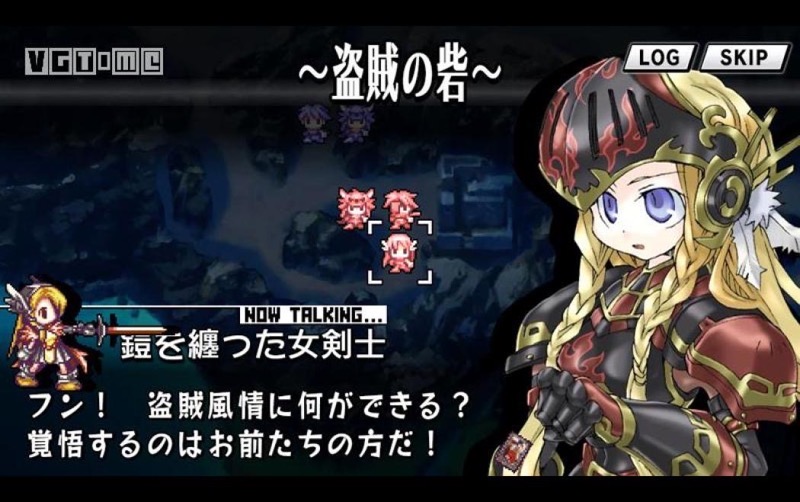 VGTIME
～盗賊の砦～
LOG
SKIP
NOW TALKING...
鎧を纏った女剣士
フン！　盗賊風情に何ができる？
覚悟するのはお前たちの方だ！